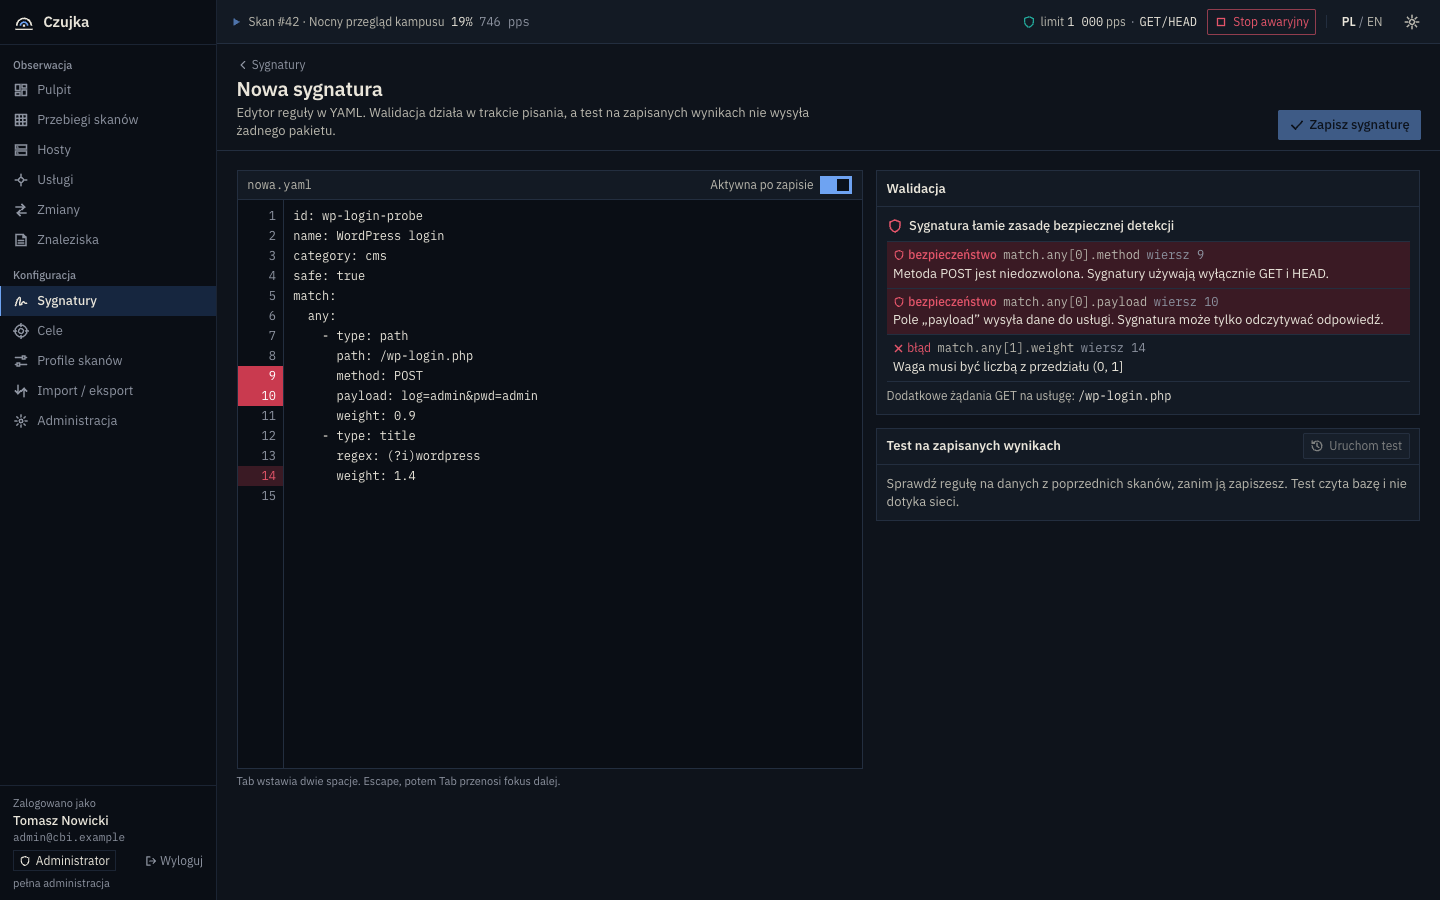 Czujka
Skan #42 · Nocny przegląd kampusu 19% 746 pps
limit 1 000 pps · GET/HEAD
Stop awaryjny
PL / EN
Obserwacja
Pulpit
Przebiegi skanów
Hosty
Usługi
Zmiany
Znaleziska
Konfiguracja
Sygnatury
Cele
Profile skanów
Import / eksport
Administracja
Zalogowano jako
Tomasz Nowicki
admin@cbi.example
Administrator
Wyloguj
pełna administracja
Sygnatury
Nowa sygnatura
Edytor reguły w YAML. Walidacja działa w trakcie pisania, a test na zapisanych wynikach nie wysyła
żadnego pakietu.
Zapisz sygnaturę
nowa.yaml
Aktywna po zapisie
1 id: wp-login-probe
2 name: WordPress login
3 category: cms
4 safe: true
5 match:
6 any:
7 - type: path
8 path: /wp-login.php
9 method: POST
10 payload: log=admin&pwd=admin
11 weight: 0.9
12 - type: title
13 regex: (?i)wordpress
14 weight: 1.4
15
Tab wstawia dwie spacje. Escape, potem Tab przenosi fokus dalej.
Walidacja
Sygnatura łamie zasadę bezpiecznej detekcji
bezpieczeństwo match.any[0].method wiersz 9
Metoda POST jest niedozwolona. Sygnatury używają wyłącznie GET i HEAD.
bezpieczeństwo match.any[0].payload wiersz 10
Pole „payload” wysyła dane do usługi. Sygnatura może tylko odczytywać odpowiedź.
błąd match.any[1].weight wiersz 14
Waga musi być liczbą z przedziału (0, 1]
Dodatkowe żądania GET na usługę: /wp-login.php
Test na zapisanych wynikach
Uruchom test
Sprawdź regułę na danych z poprzednich skanów, zanim ją zapiszesz. Test czyta bazę i nie
dotyka sieci.